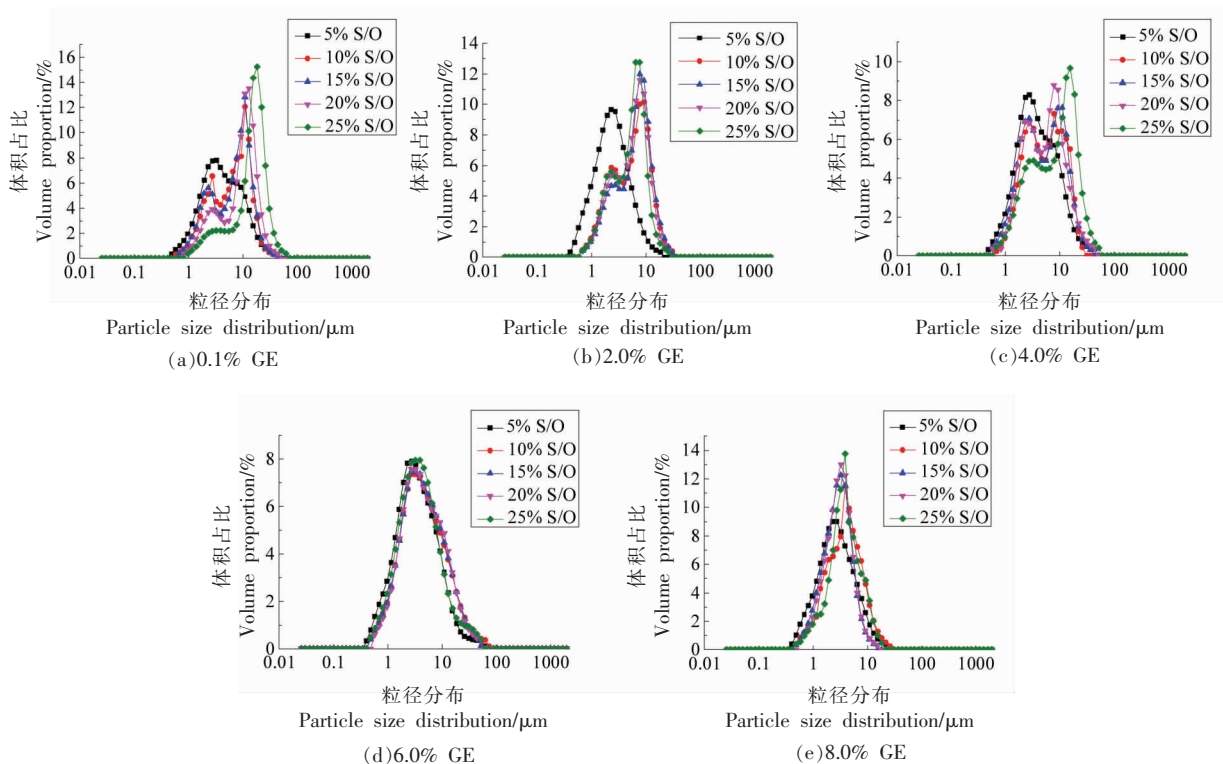 5% S/O
10% S/O
15% S/O
20% S/O
25% S/O
16
14
12
10
8
6
4
2
0
体积占比
Volume proportion/%
0.01 0.1 1 10 100 1000
粒径分布
Particle size distribution/μm
(a)0.1% GE
5% S/O
10% S/O
15% S/O
20% S/O
25% S/O
14
12
10
8
6
4
2
0
体积占比
Volume proportion/%
0.01 0.1 1 10 100 1000
粒径分布
Particle size distribution/μm
(b)2.0% GE
5% S/O
10% S/O
15% S/O
20% S/O
25% S/O
10
8
6
4
2
0
体积占比
Volume proportion/%
0.01 0.1 1 10 100 1000
粒径分布
Particle size distribution/μm
(c)4.0% GE
5% S/O
10% S/O
15% S/O
20% S/O
25% S/O
8
6
4
2
0
体积占比
Volume proportion/%
0.01 0.1 1 10 100 1000
粒径分布
Particle size distribution/μm
(d)6.0% GE
5% S/O
10% S/O
15% S/O
20% S/O
25% S/O
14
12
10
8
6
4
2
0
体积占比
Volume proportion/%
0.01 0.1 1 10 100 1000
粒径分布
Particle size distribution/μm
(e)8.0% GE